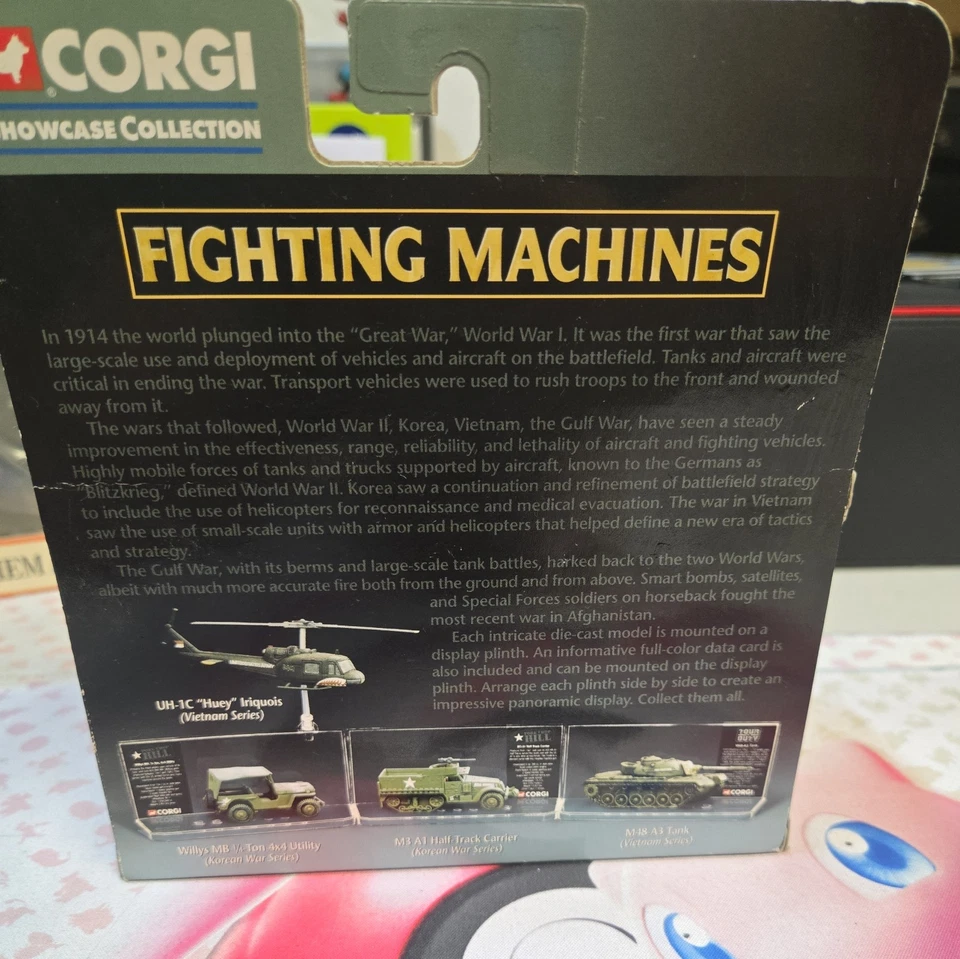 CORGI
HOWCASE COLLECTION
FIGHTING MACHINES
In 1914 the world plunged into the “Great War,” World War I. It was the first war that saw the
large-scale use and deployment of vehicles and aircraft on the battlefield. Tanks and aircraft were
critical in ending the war. Transport vehicles were used to rush troops to the front and wounded
away from it.
The wars that followed, World War II, Korea, Vietnam, the Gulf War, have seen a steady
improvement in the effectiveness, range, reliability, and lethality of aircraft and fighting vehicles.
Highly mobile forces of tanks and trucks supported by aircraft, known to the Germans as
“Blitzkrieg,” defined World War II. Korea saw a continuation and refinement of battlefield strategy
to include the use of helicopters for reconnaissance and medical evacuation. The war in Vietnam
saw the use of small-scale units with armor and helicopters that helped define a new era of tactics
and strategy.
The Gulf War, with its berms and large-scale tank battles, harked back to the two World Wars,
albeit with much more accurate fire both from the ground and from above. Smart bombs, satellites,
and Special Forces soldiers on horseback fought the
most recent war in Afghanistan.
Each intricate die-cast model is mounted on a
display plinth. An informative full-color data card is
also included and can be mounted on the display
plinth. Arrange each plinth side by side to create an
impressive panoramic display. Collect them all.
UH-1C “Huey” Iriquois
(Vietnam Series)
HILL
CORGI
Willys MB 1/4-Ton 4x4 Utility
(Korean War Series)
HILL
CORGI
M3 A1 Half-Track Carrier
(Korean War Series)
DUTY
CORGI
M48 A3 Tank
(Vietnam Series)
EM